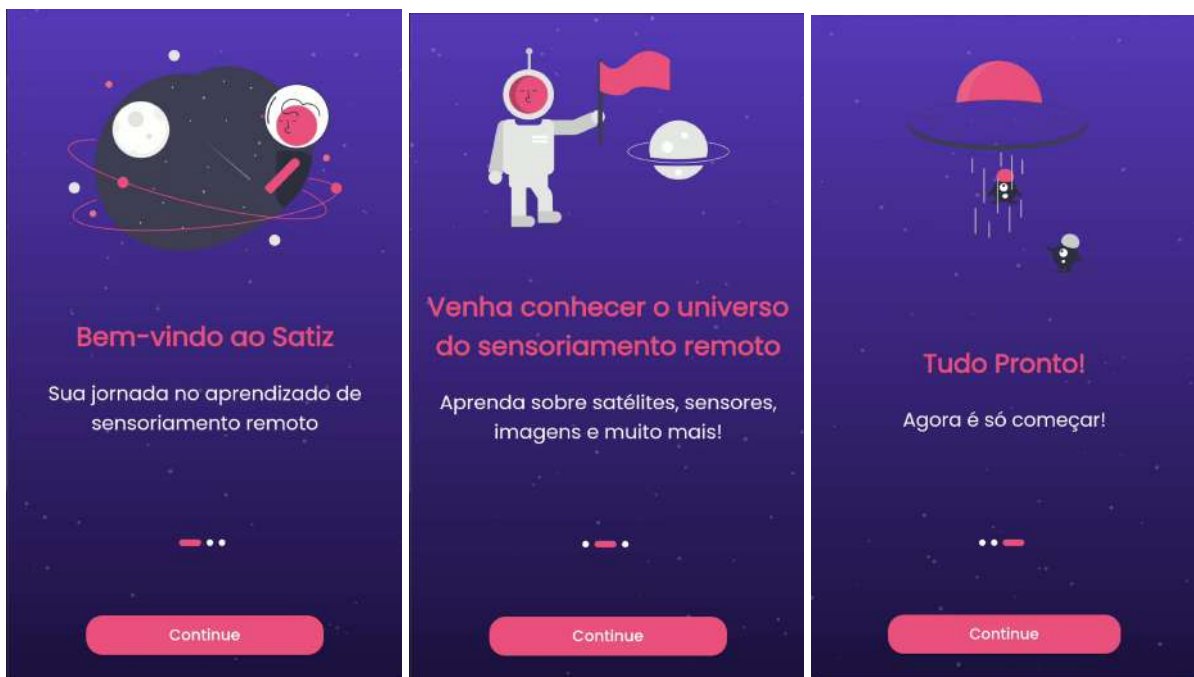 Bem-vindo ao Satiz
Sua jornada no aprendizado de
sensoriamento remoto
Continue
Venha conhecer o universo
do sensoriamento remoto
Aprenda sobre satélites, sensores,
imagens e muito mais!
Continue
Tudo Pronto!
Agora é só começar!
Continue